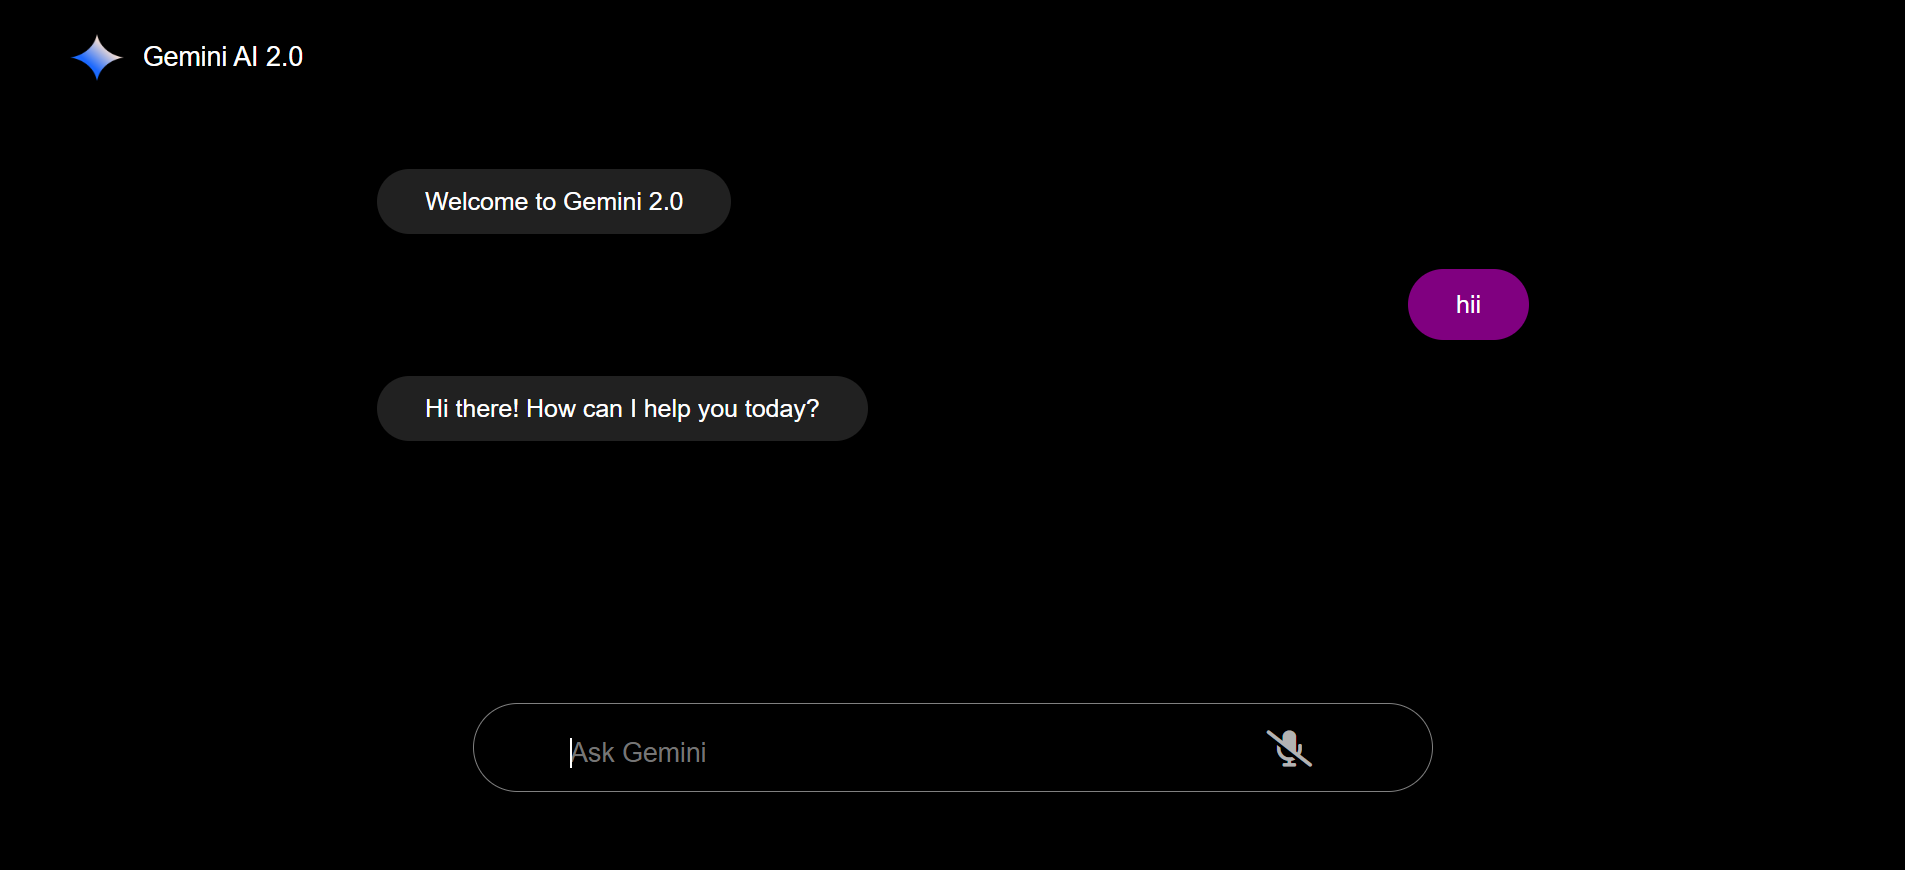 Gemini AI 2.0
Welcome to Gemini 2.0
hii
Hi there! How can I help you today?
Ask Gemini